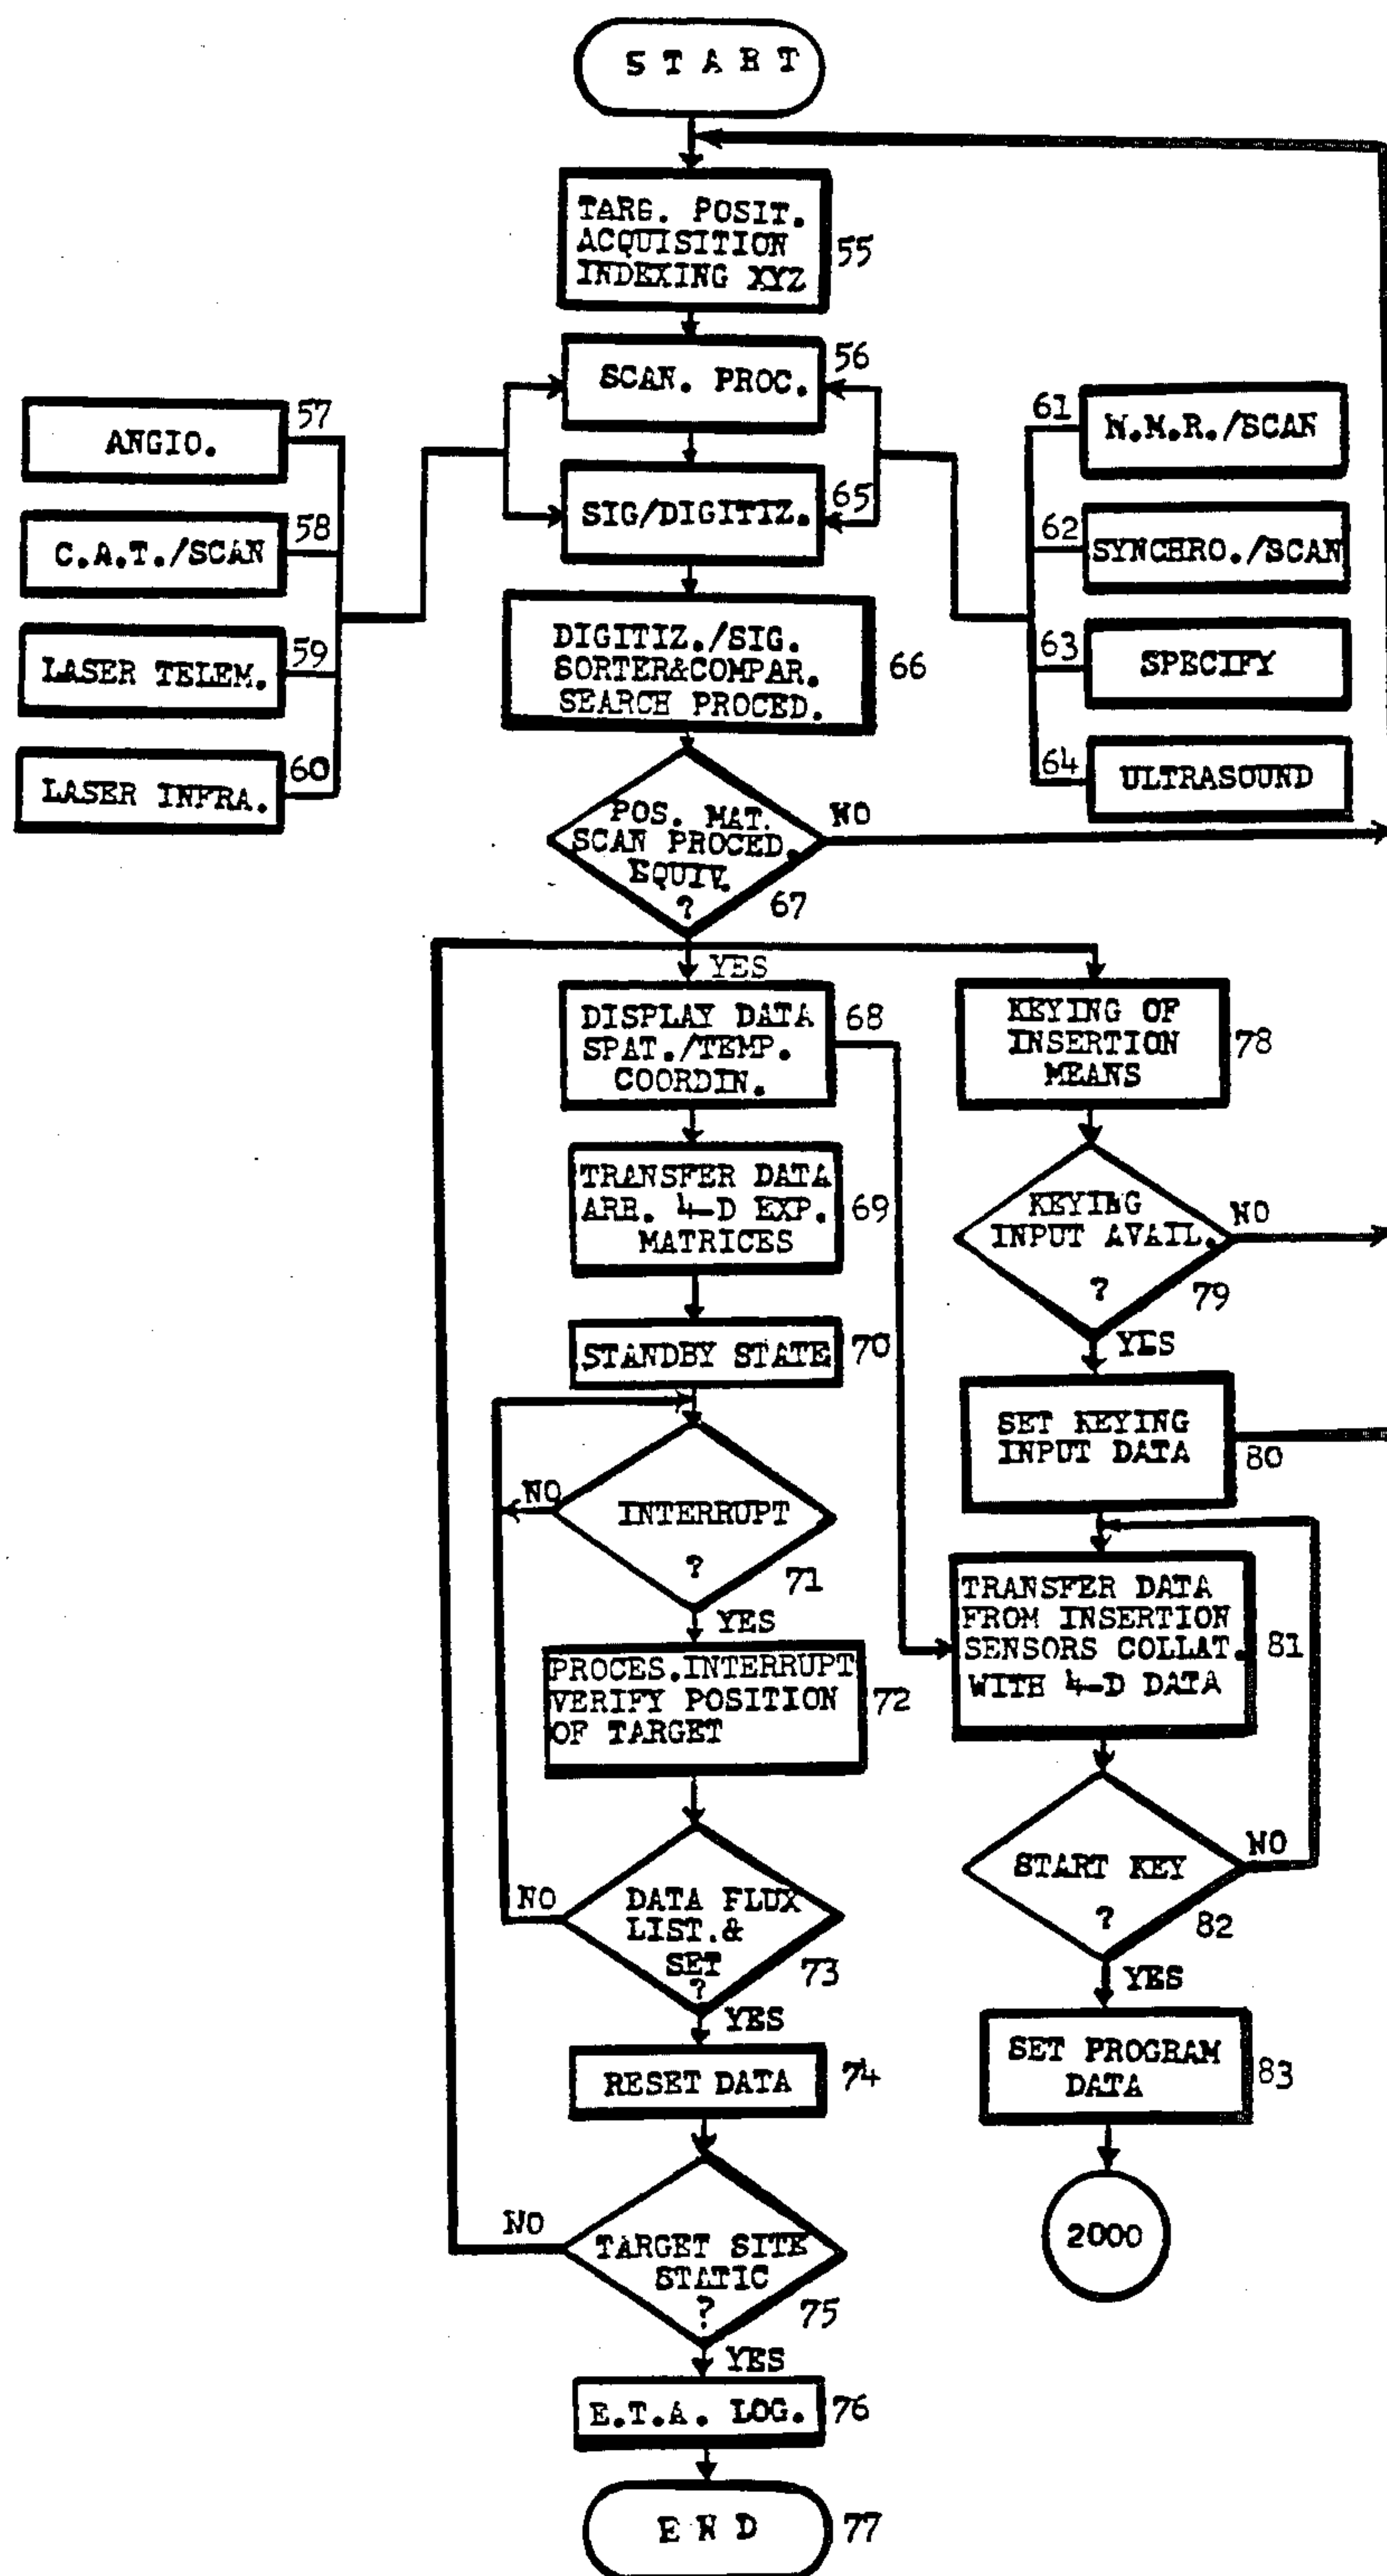 START
TARG. POSIT.
ACQUISITION
INDEXING XYZ
55
SCAN. PROC.
56
57
ANGIO.
61
N.M.R./SCAN
SIG/DIGITIZ.
65
58
C.A.T./SCAN
62
SYNCHRO./SCAN
DIGITIZ./SIG.
SORTER&COMPAR.
SEARCH PROCED.
66
59
LASER TELEM.
63
SPECIFY
60
LASER INFRA.
64
ULTRASOUND
POS. MAT.
SCAN PROCED.
EQUIV.
?
67
NO
YES
DISPLAY DATA
SPAT./TEMP.
COORDIN.
68
KEYING OF
INSERTION
MEANS
78
TRANSFER DATA
ARR. 4-D EXP.
MATRICES
69
KEYING
INPUT AVAIL.
?
79
NO
YES
STANDBY STATE
70
SET KEYING
INPUT DATA
80
NO
INTERRUPT
?
71
YES
TRANSFER DATA
FROM INSERTION
SENSORS COLLAT.
WITH 4-D DATA
81
PROCES.INTERRUPT
VERIFY POSITION
OF TARGET
72
START KEY
?
82
NO
YES
NO
DATA FLUX
LIST.&
SET
?
73
YES
SET PROGRAM
DATA
83
RESET DATA
74
2000
NO
TARGET SITE
STATIC
?
75
YES
E.T.A. LOG.
76
END
77